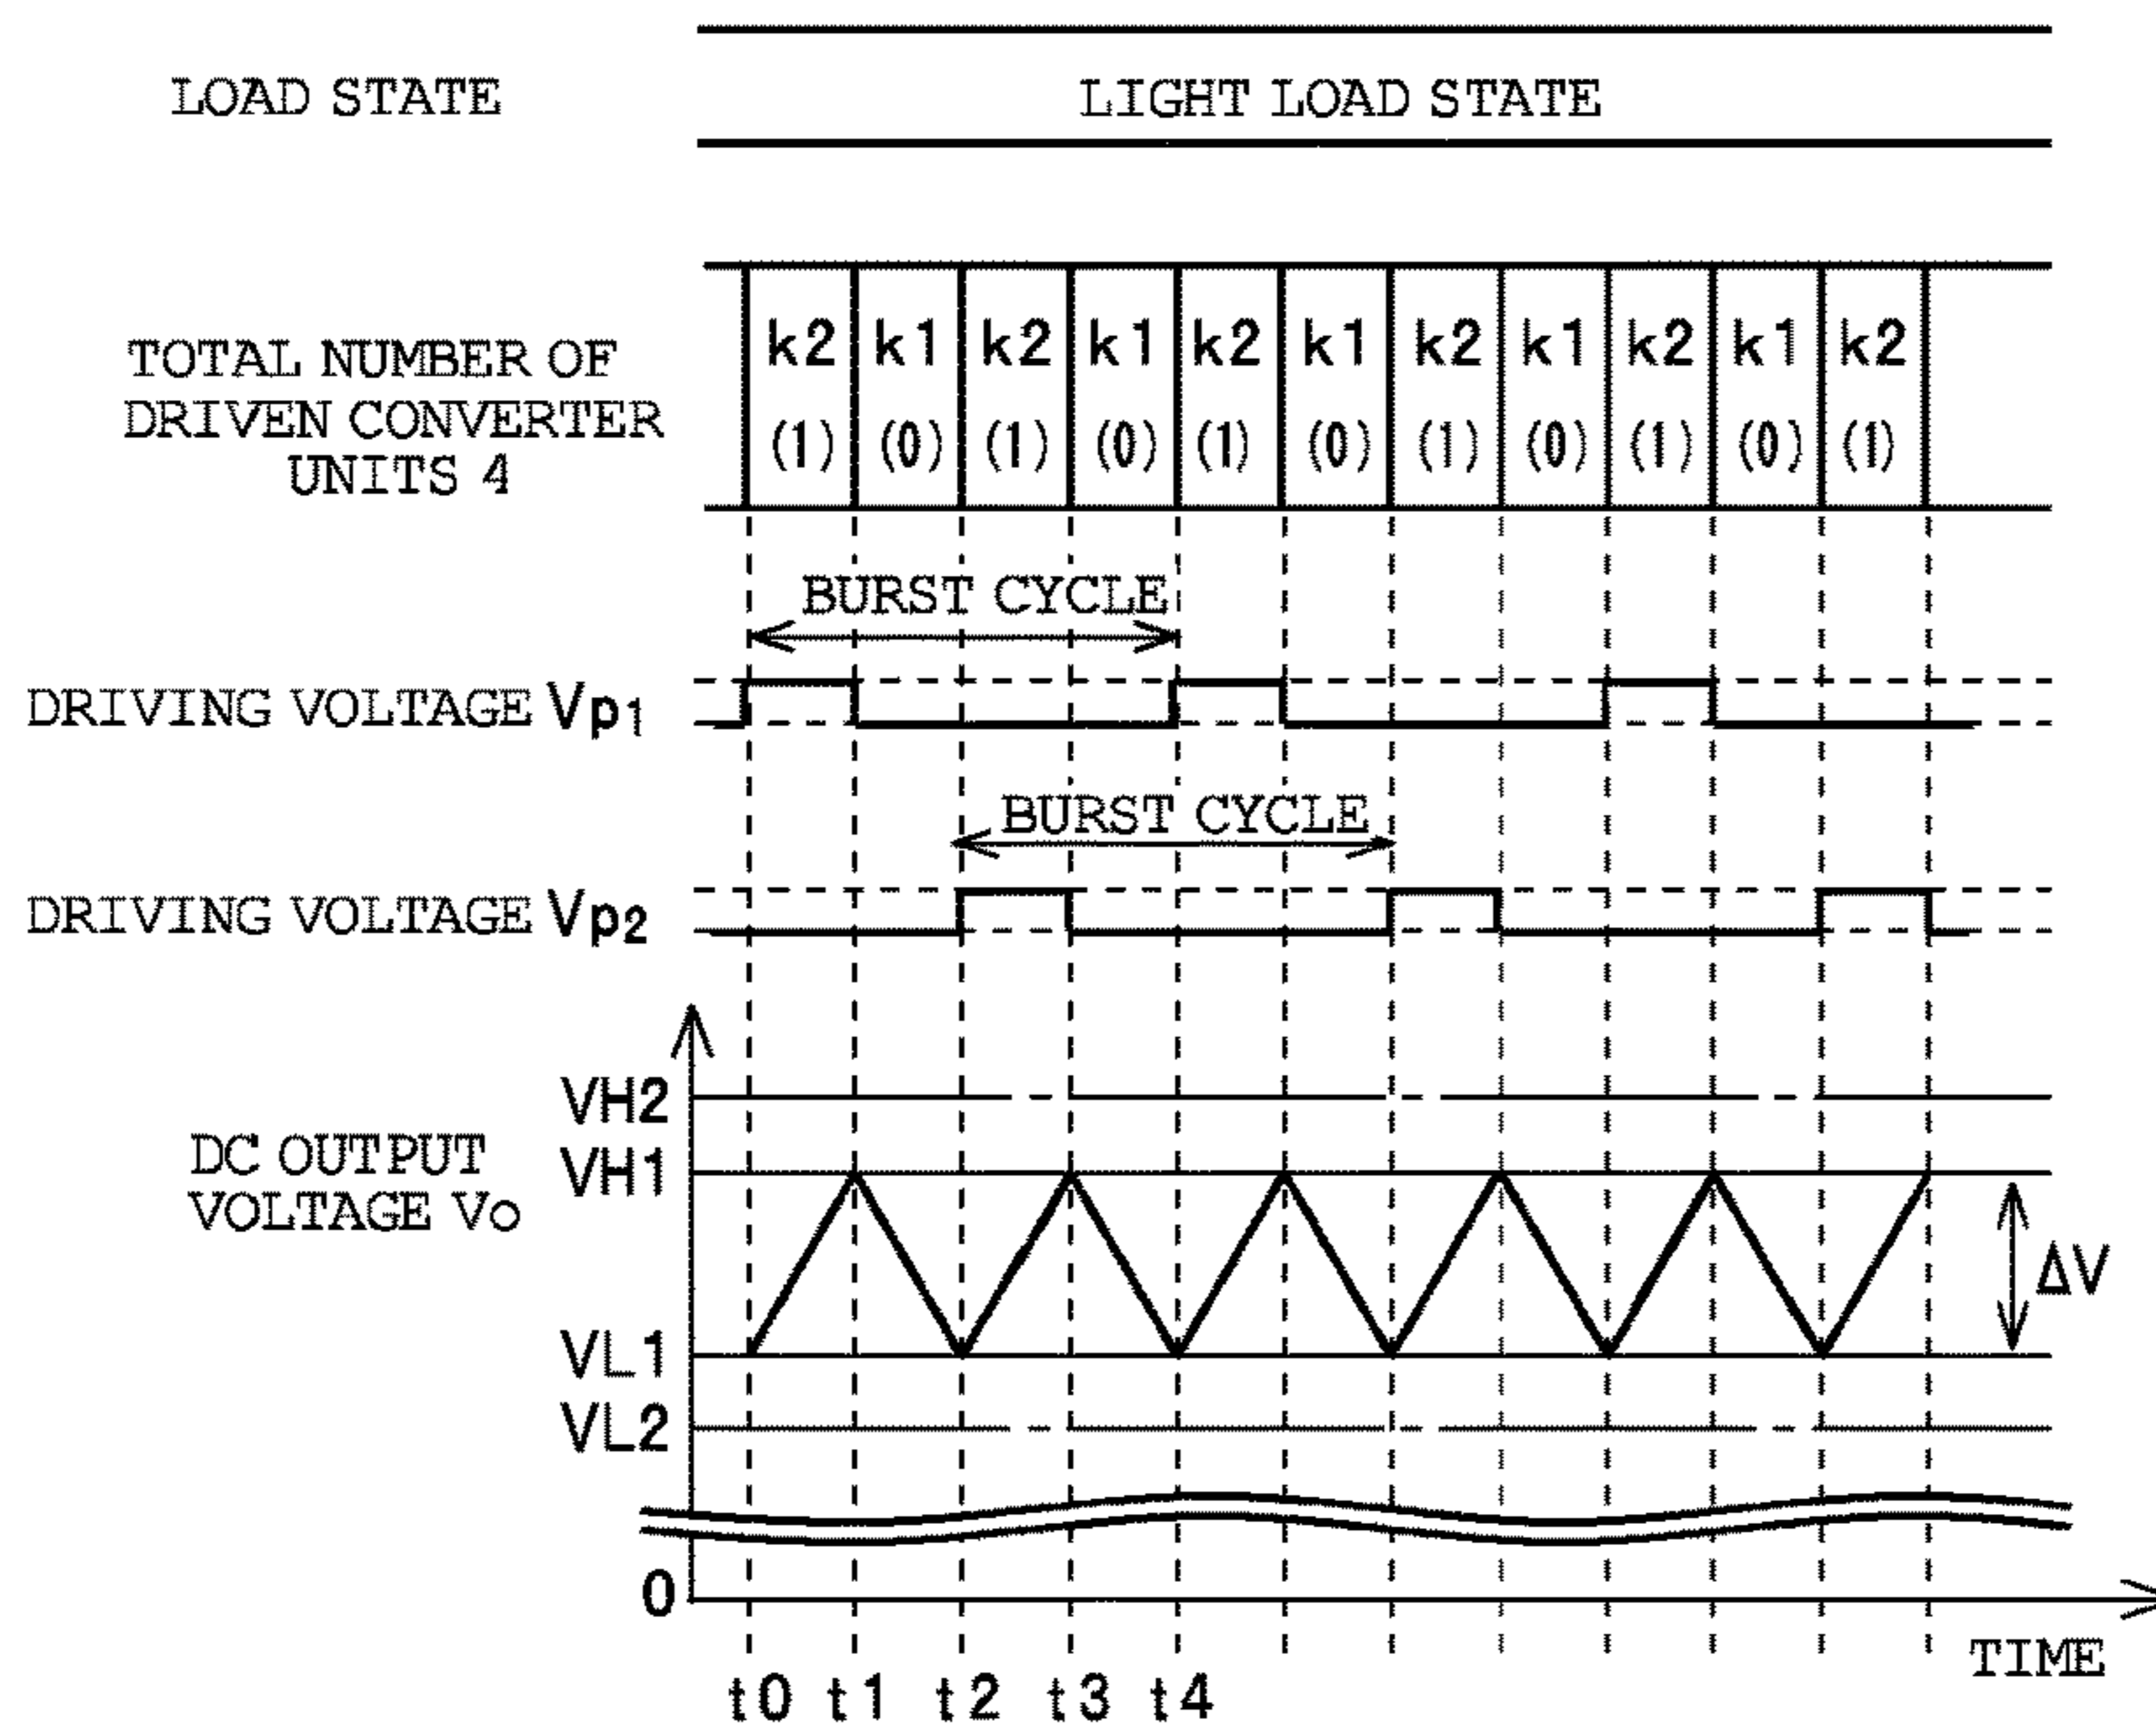 LOAD STATE
LIGHT LOAD STATE
TOTAL NUMBER OF
DRIVEN CONVERTER
UNITS 4
k2 k1 k2 k1 k2 k1 k2 k1 k2 k1 k2
(1) (0) (1) (0) (1) (0) (1) (0) (1) (0) (1)
BURST CYCLE
DRIVING VOLTAGE Vp1
BURST CYCLE
DRIVING VOLTAGE Vp2
DC OUTPUT
VOLTAGE Vo
VH2
VH1
VL1
VL2
0
ΔV
TIME
t0 t1 t2 t3 t4